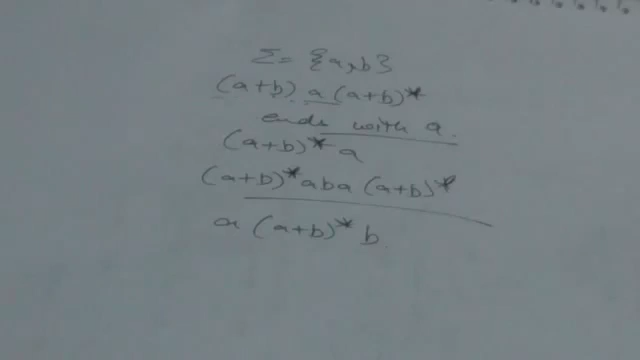 Σ = {a, b}
(a+b) a (a+b)*
ends with a.
(a+b)* a
(a+b)* aba (a+b)*
a (a+b)* b.